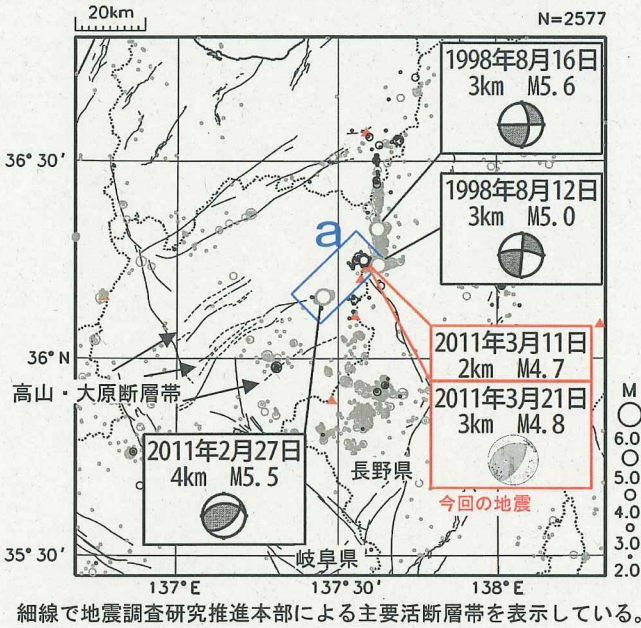 20km
N=2577
1998年8月16日
3km M5.6
36°30′
1998年8月12日
3km M5.0
a
2011年3月11日
2km M4.7
36°N
高山・大原断層帯
2011年3月21日
3km M4.8
今回の地震
2011年2月27日
4km M5.5
長野県
岐阜県
M
6.0
5.0
4.0
3.0
2.0
35°30′
137°E
137°30′
138°E
細線で地震調査研究推進本部による主要活断層帯を表示している。